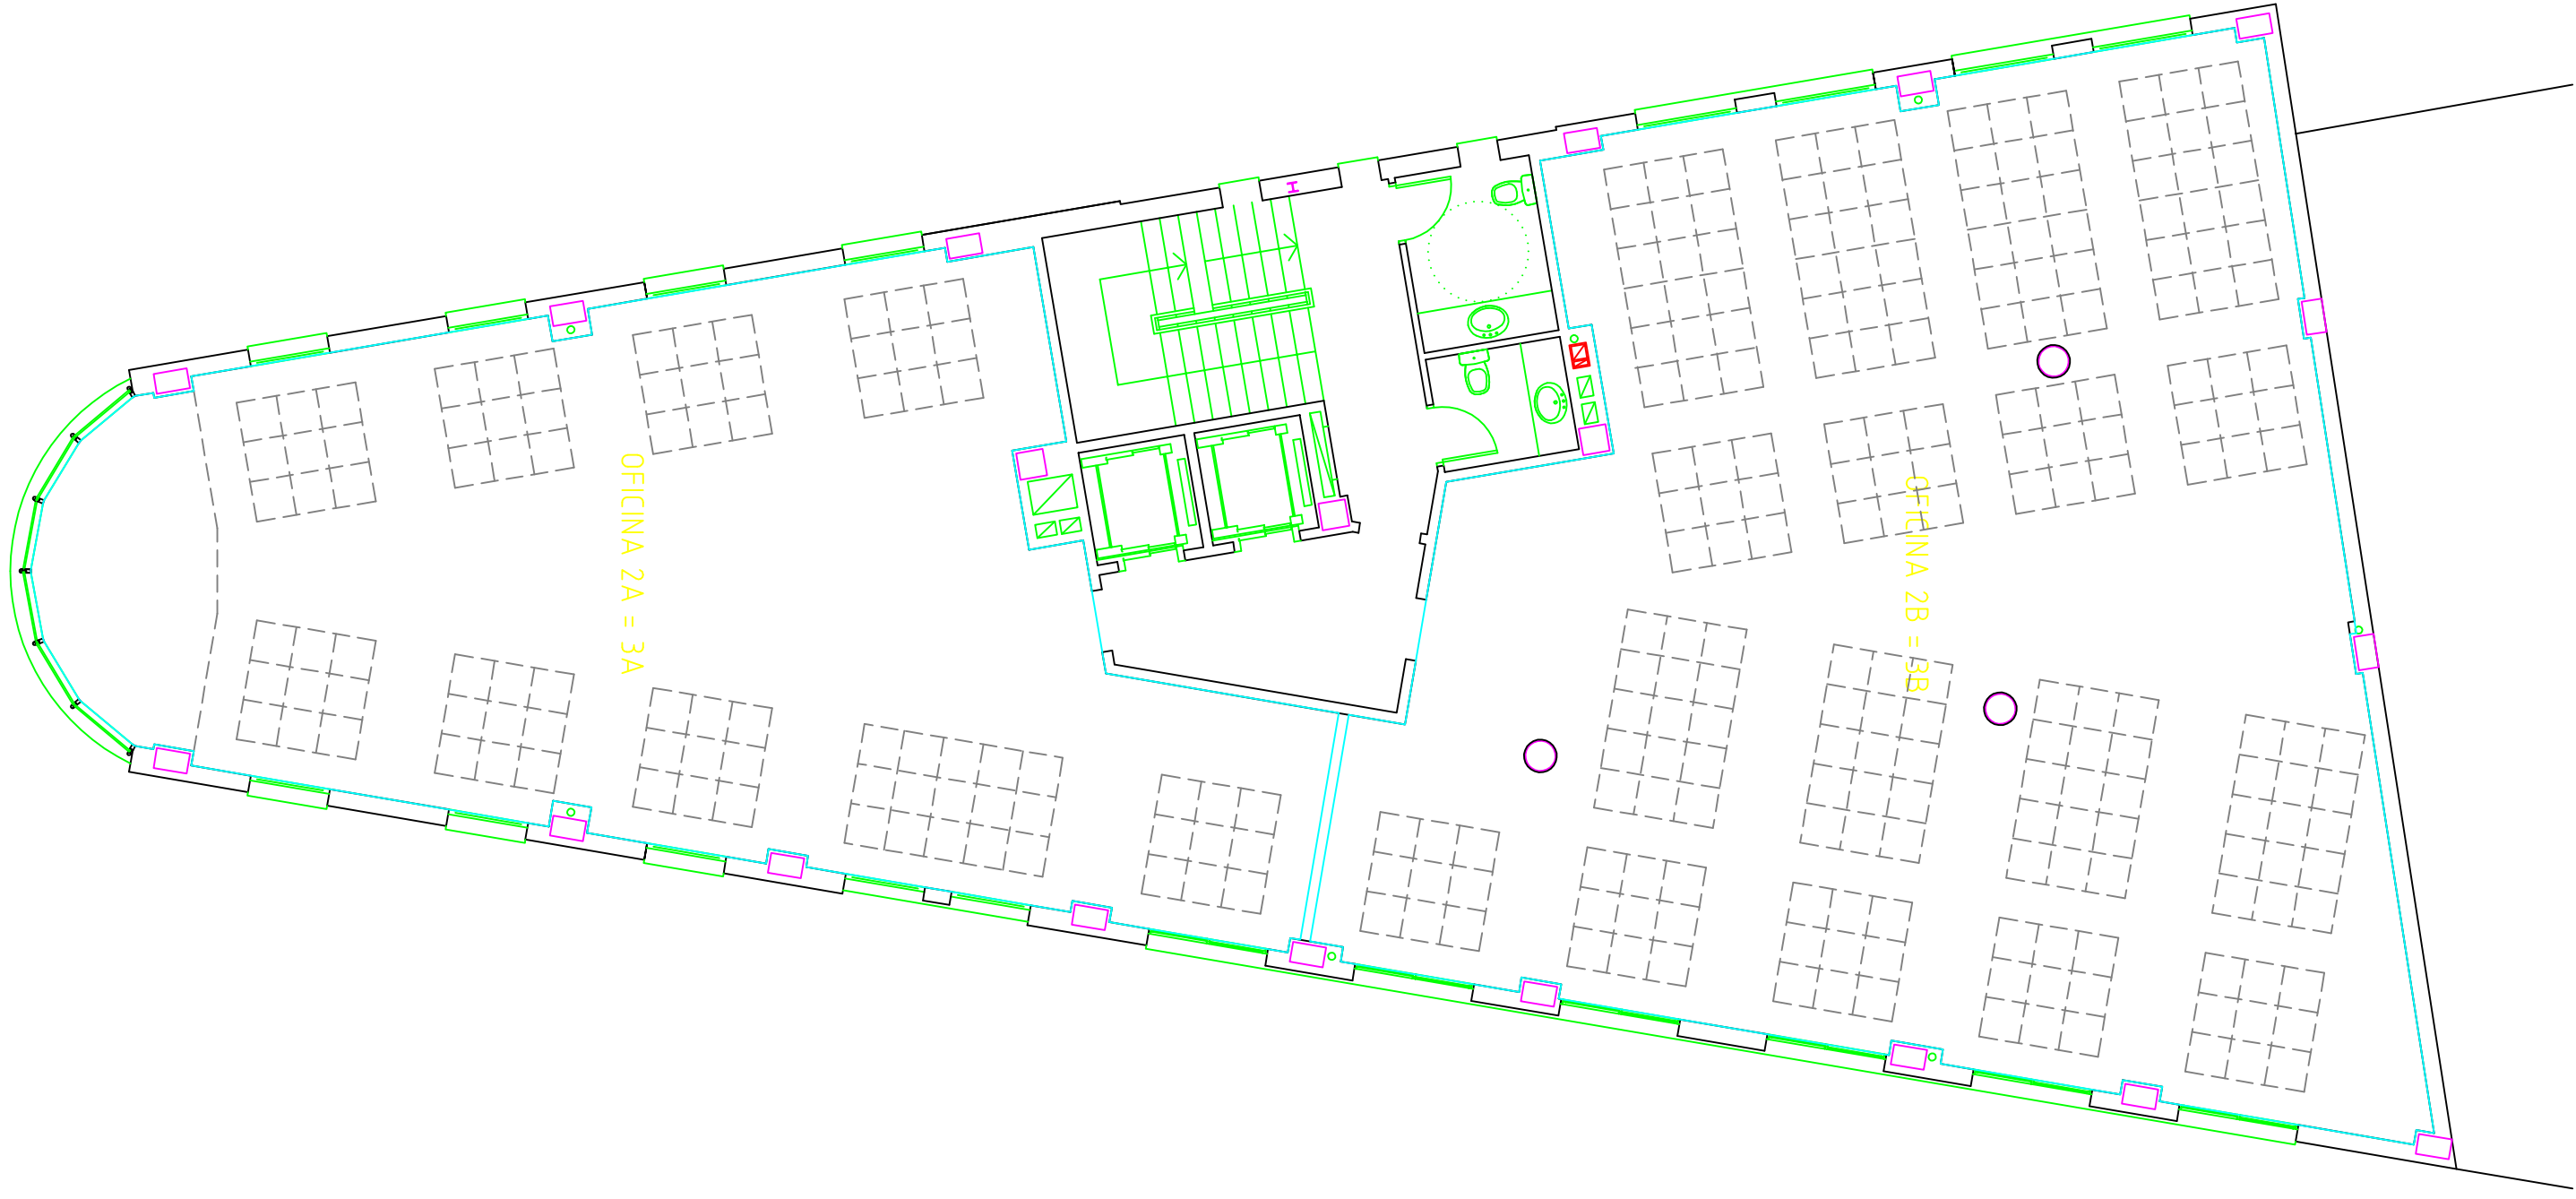 OFICINA 2A = 3A
OFICINA 2B = 3B